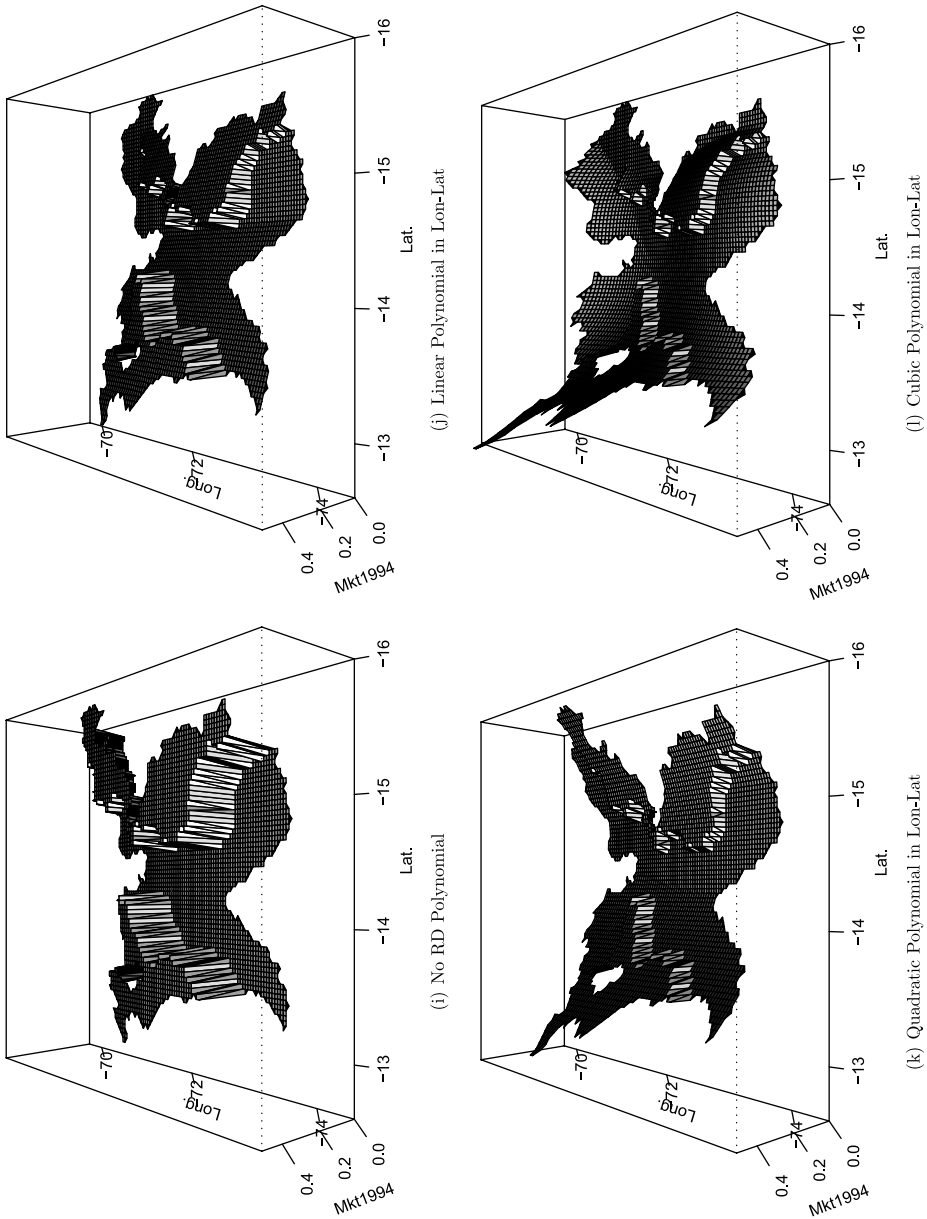 Mkt1994
0.4
0.2
0.0
Long.
−70
−72
−74
−13
−14
−15
−16
Lat.
(i) No RD Polynomial
Mkt1994
0.4
0.2
0.0
Long.
−70
−72
−74
−13
−14
−15
−16
Lat.
(j) Linear Polynomial in Lon-Lat
Mkt1994
0.4
0.2
0.0
Long.
−70
−72
−74
−13
−14
−15
−16
Lat.
(k) Quadratic Polynomial in Lon-Lat
Mkt1994
0.4
0.2
0.0
Long.
−70
−72
−74
−13
−14
−15
−16
Lat.
(l) Cubic Polynomial in Lon-Lat